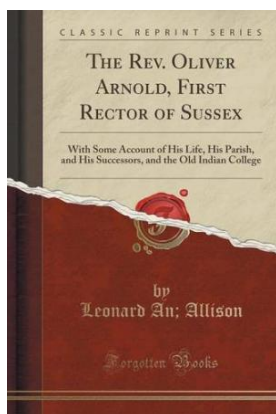 CLASSIC REPRINT SERIES
THE REV. OLIVER
ARNOLD, FIRST
RECTOR OF SUSSEX
With Some Account of His Life, His Parish,
and His Successors, and the Old Indian College
by
Leonard An; Allison
Forgotten Books